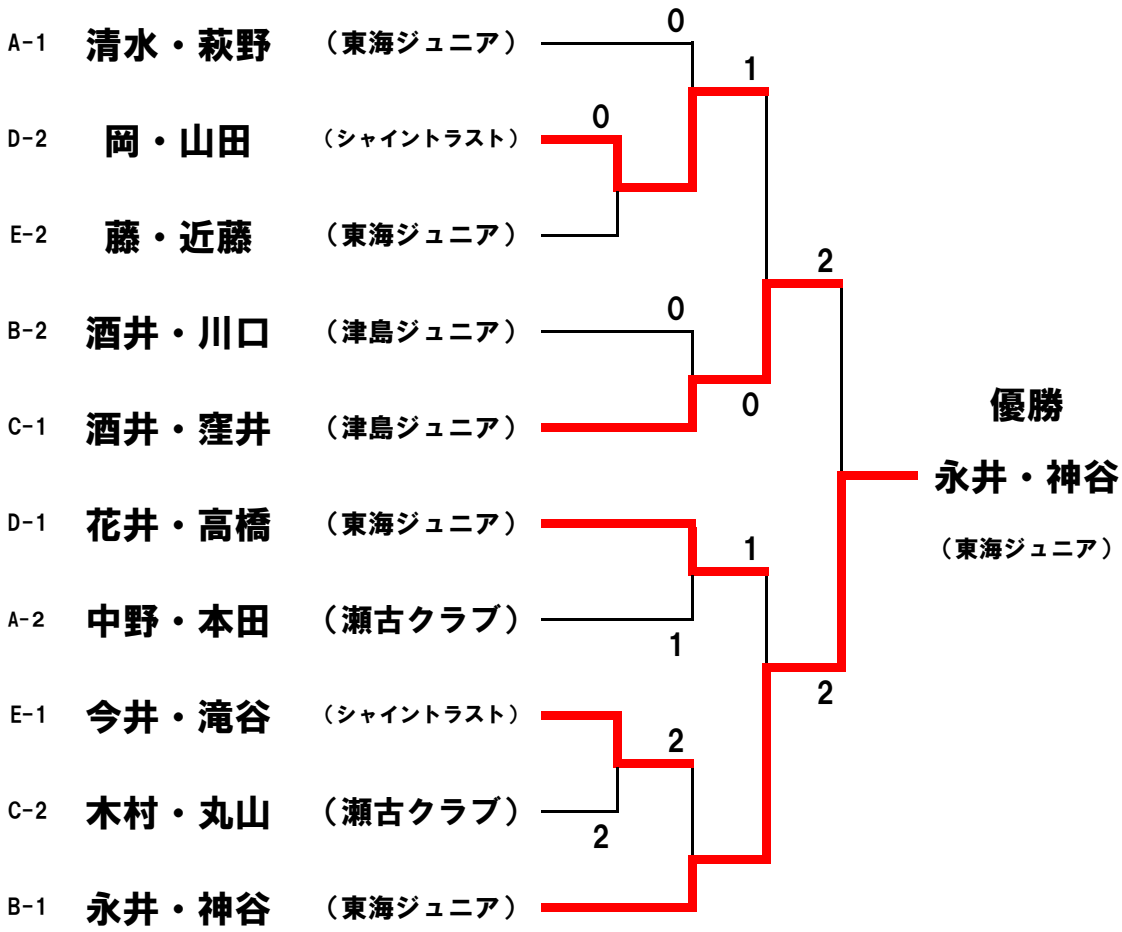 A-1 清水・萩野 （東海ジュニア） 0
1
D-2 岡・山田 （シャイントラスト） 0
E-2 藤・近藤 （東海ジュニア）
2
B-2 酒井・川口 （津島ジュニア） 0
0
C-1 酒井・窪井 （津島ジュニア）
優勝
永井・神谷
（東海ジュニア）
D-1 花井・高橋 （東海ジュニア）
1
A-2 中野・本田 （瀬古クラブ） 1
2
E-1 今井・滝谷 （シャイントラスト）
2
C-2 木村・丸山 （瀬古クラブ） 2
B-1 永井・神谷 （東海ジュニア）